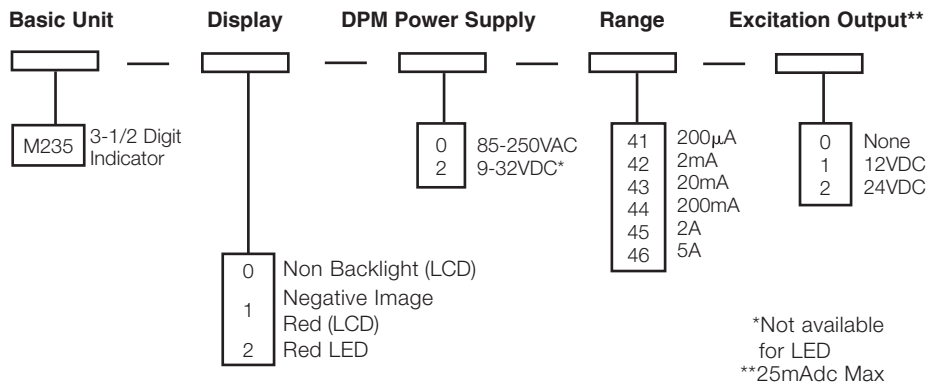 Basic Unit Display DPM Power Supply Range Excitation Output**
M235 3-1/2 Digit
Indicator
0 85-250VAC
2 9-32VDC*
41 200µA
42 2mA
43 20mA
44 200mA
45 2A
46 5A
0 None
1 12VDC
2 24VDC
0 Non Backlight (LCD)
1 Negative Image
Red (LCD)
2 Red LED
*Not available
for LED
**25mAdc Max